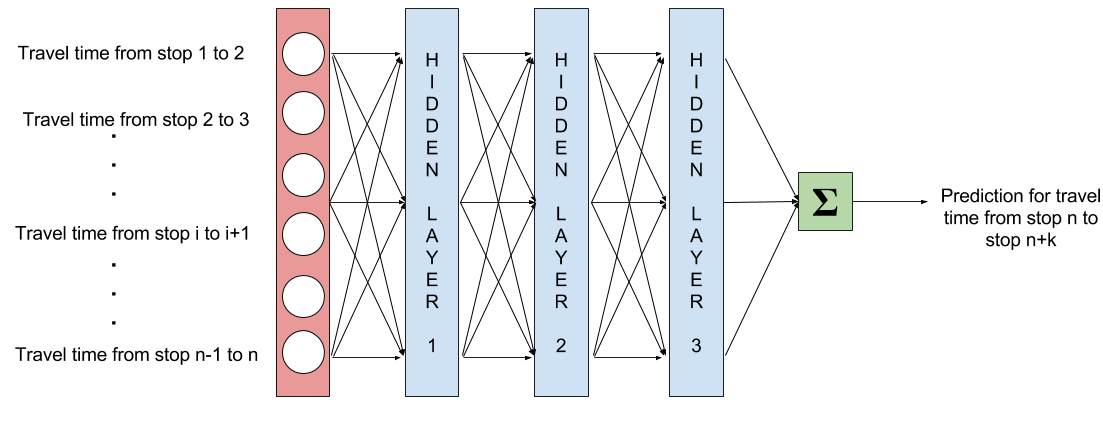 Travel time from stop 1 to 2
Travel time from stop 2 to 3
Travel time from stop i to i+1
Travel time from stop n-1 to n
HIDDEN LAYER 1
HIDDEN LAYER 2
HIDDEN LAYER 3
Σ
Prediction for travel
time from stop n to
stop n+k